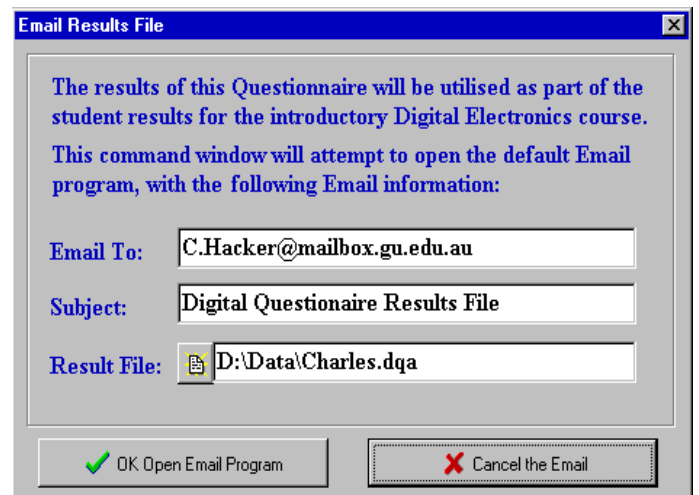 Email Results File
The results of this Questionnaire will be utilised as part of the
student results for the introductory Digital Electronics course.
This command window will attempt to open the default Email
program, with the following Email information:
Email To: C.Hacker@mailbox.gu.edu.au
Subject: Digital Questionaire Results File
Result File: D:\Data\Charles.dqa
OK Open Email Program Cancel the Email